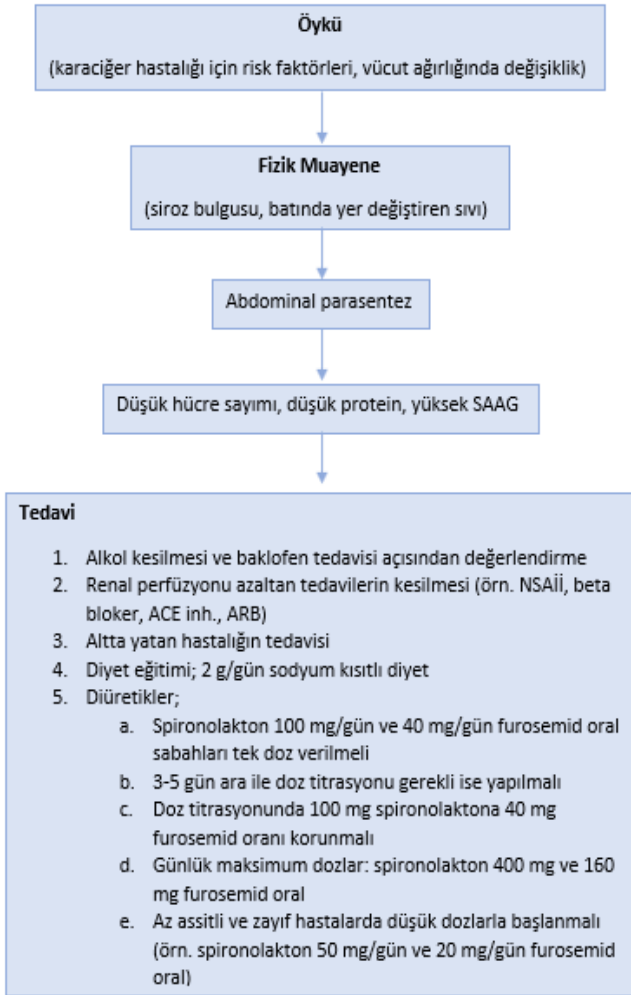 Öykü
(karaciğer hastalığı için risk faktörleri, vücut ağırlığında değişiklik)
Fizik Muayene
(siroz bulgusu, batında yer değiştiren sıvı)
Abdominal parasentez
Düşük hücre sayımı, düşük protein, yüksek SAAG
Tedavi
1. Alkol kesilmesi ve baklofen tedavisi açısından değerlendirme
2. Renal perfüzyonu azaltan tedavilerin kesilmesi (örn. NSAİİ, beta
bloker, ACE inh., ARB)
3. Altta yatan hastalığın tedavisi
4. Diyet eğitimi; 2 g/gün sodyum kısıtlı diyet
5. Diüretikler;
a. Spironolakton 100 mg/gün ve 40 mg/gün furosemid oral
sabahları tek doz verilmeli
b. 3-5 gün ara ile doz titrasyonu gerekli ise yapılmalı
c. Doz titrasyonunda 100 mg spironolaktona 40 mg
furosemid oranı korunmalı
d. Günlük maksimum dozlar: spironolakton 400 mg ve 160
mg furosemid oral
e. Az assitli ve zayıf hastalarda düşük dozlarla başlanmalı
(örn. spironolakton 50 mg/gün ve 20 mg/gün furosemid
oral)